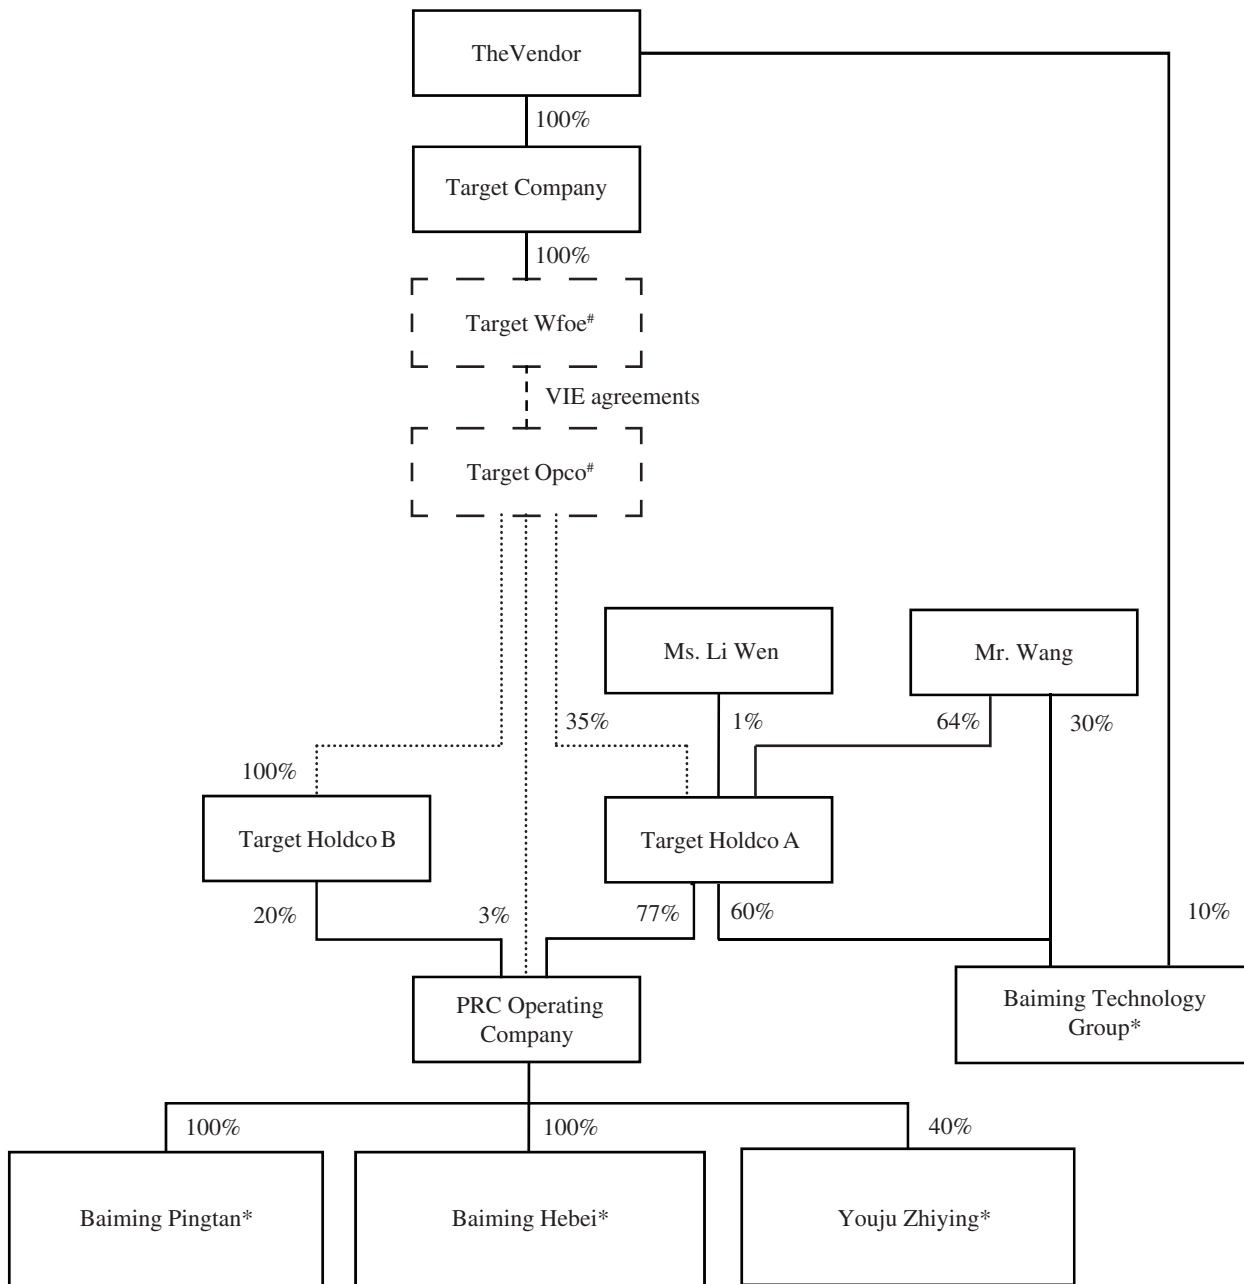 TheVendor
100%
Target Company
100%
Target Wfoe#
VIE agreements
Target Opco#
Ms. Li Wen
Mr. Wang
35%
1%
64%
30%
100%
Target Holdco B
Target Holdco A
20%
3%
77%
60%
10%
PRC Operating
Company
Baiming Technology
Group*
100%
100%
40%
Baiming Pingtan*
Baiming Hebei*
Youju Zhiying*